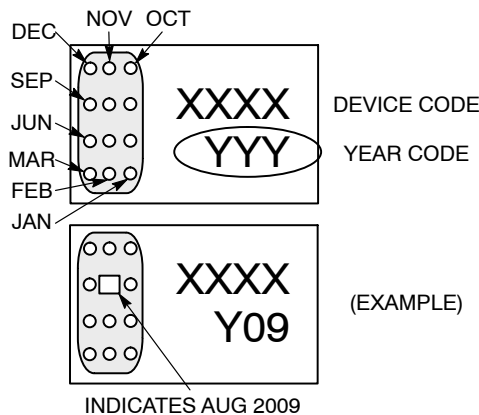 NOV OCT
DEC
SEP
JUN
MAR
FEB
JAN
XXXX DEVICE CODE
YYY YEAR CODE
XXXX
Y09
(EXAMPLE)
INDICATES AUG 2009